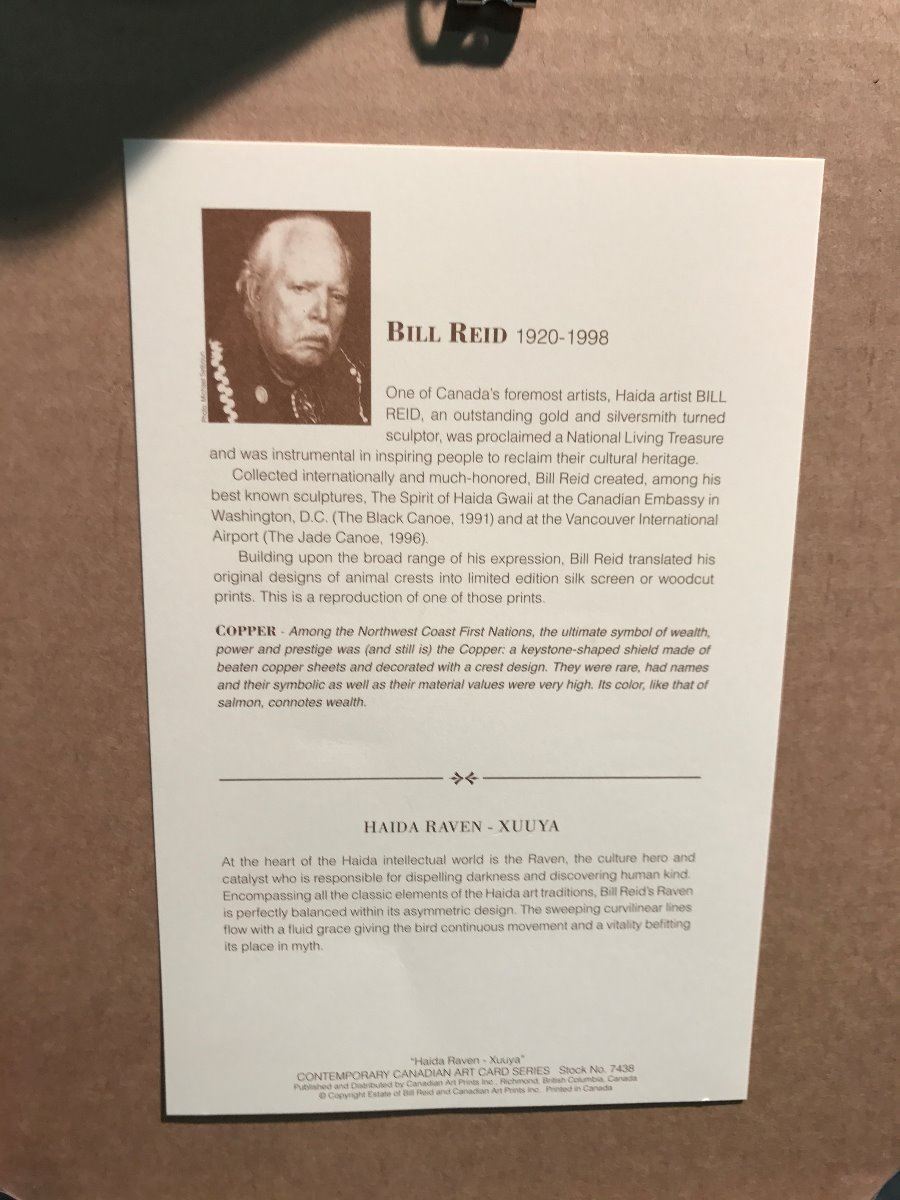 BILL REID 1920-1998
One of Canada's foremost artists, Haida artist BILL
REID, an outstanding gold and silversmith turned
sculptor, was proclaimed a National Living Treasure
and was instrumental in inspiring people to reclaim their cultural heritage.
Collected internationally and much-honored, Bill Reid created, among his
best known sculptures, The Spirit of Haida Gwaii at the Canadian Embassy in
Washington, D.C. (The Black Canoe, 1991) and at the Vancouver International
Airport (The Jade Canoe, 1996).
Building upon the broad range of his expression, Bill Reid translated his
original designs of animal crests into limited edition silk screen or woodcut
prints. This is a reproduction of one of those prints.
COPPER - Among the Northwest Coast First Nations, the ultimate symbol of wealth,
power and prestige was (and still is) the Copper: a keystone-shaped shield made of
beaten copper sheets and decorated with a crest design. They were rare, had names
and their symbolic as well as their material values were very high. Its color, like that of
salmon, connotes wealth.
HAIDA RAVEN - XUUYA
At the heart of the Haida intellectual world is the Raven, the culture hero and
catalyst who is responsible for dispelling darkness and discovering human kind.
Encompassing all the classic elements of the Haida art traditions, Bill Reid's Raven
is perfectly balanced within its asymmetric design. The sweeping curvilinear lines
flow with a fluid grace giving the bird continuous movement and a vitality befitting
its place in myth.
"Haida Raven - Xuuya"
CONTEMPORARY CANADIAN ART CARD SERIES Stock No. 7438
Published and Distributed by Canadian Art Prints Inc., Richmond, British Columbia, Canada
© Copyright Estate of Bill Reid and Canadian Art Prints Inc. Printed in Canada